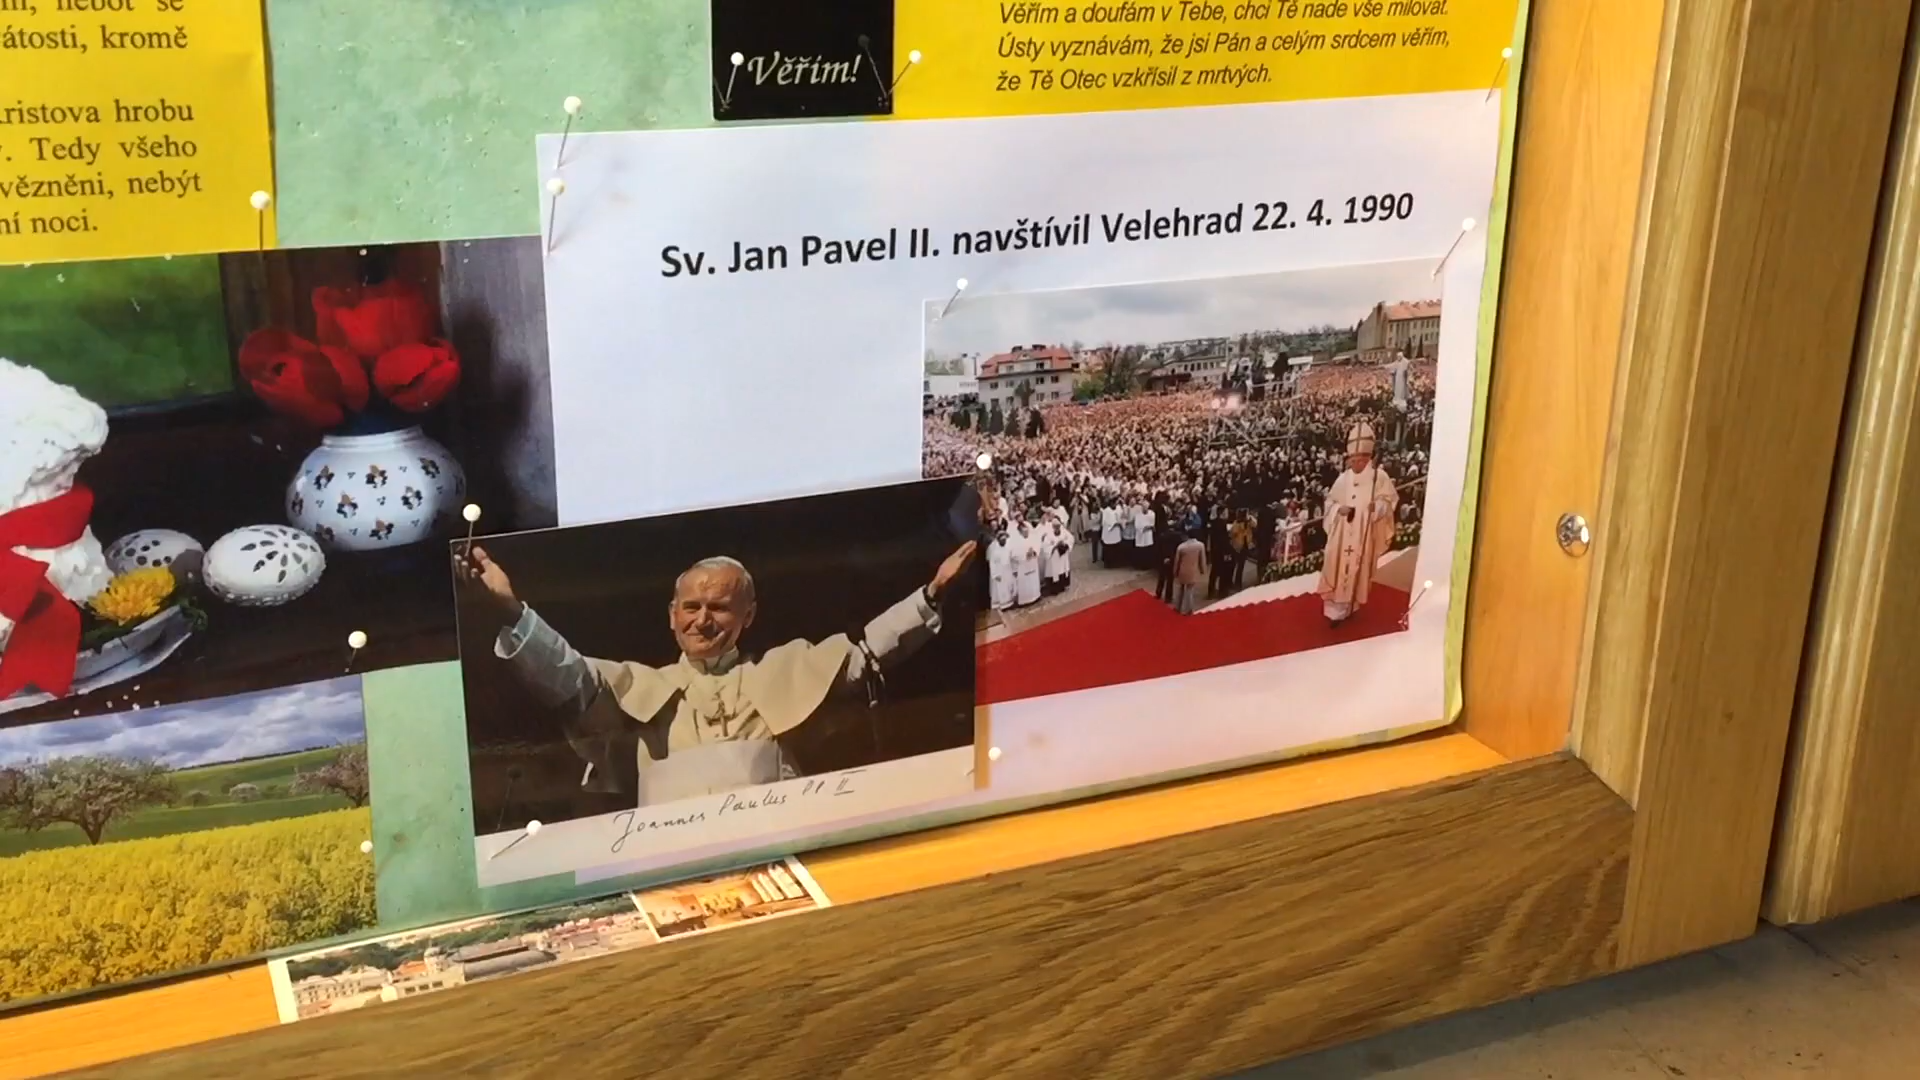 nebot se
átosti, kromě
ristova hrobu
Tedy všeho
vězněni, nebýt
ní noci.
Věřím!
Věřím a doufám v Tebe, chci Tě nade vše milovat.
Ústy vyznávám, že jsi Pán a celým srdcem věřím,
že Tě Otec vzkřísil z mrtvých.
Sv. Jan Pavel II. navštívil Velehrad 22. 4. 1990
Joannes Paulus PP II